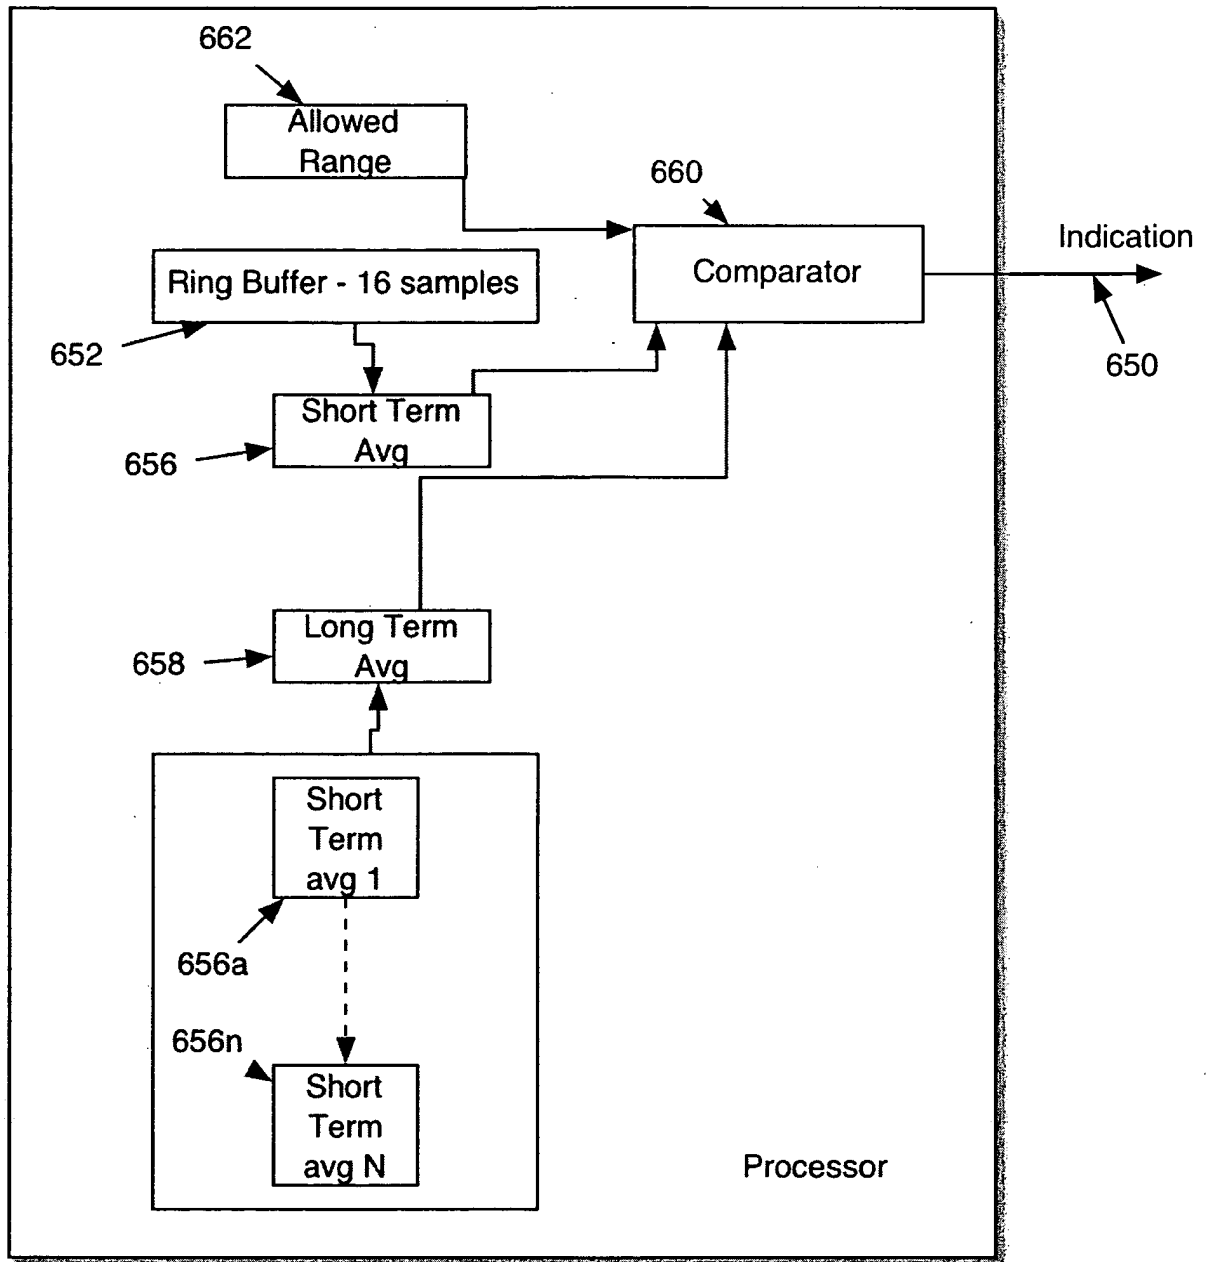 662
Allowed
Range
660
Indication
Comparator
Ring Buffer - 16 samples
652
650
Short Term
Avg
656
Long Term
Avg
658
Short
Term
avg 1
656a
656n
Short
Term
avg N
Processor